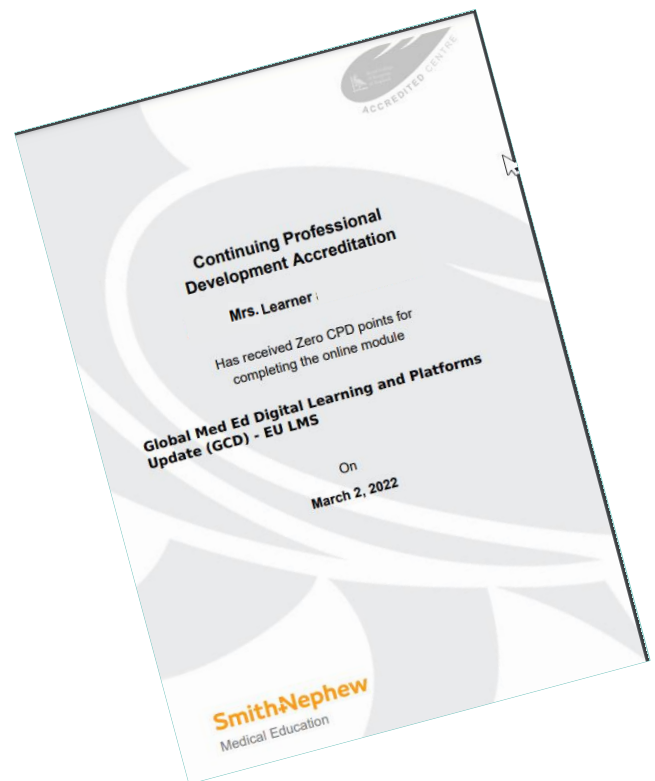 ACCREDITED CENTRE
Continuing Professional
Development Accreditation
Mrs. Learner
Has received Zero CPD points for
completing the online module
Global Med Ed Digital Learning and Platforms
Update (GCD) - EU LMS
On
March 2, 2022
Smith+Nephew
Medical Education